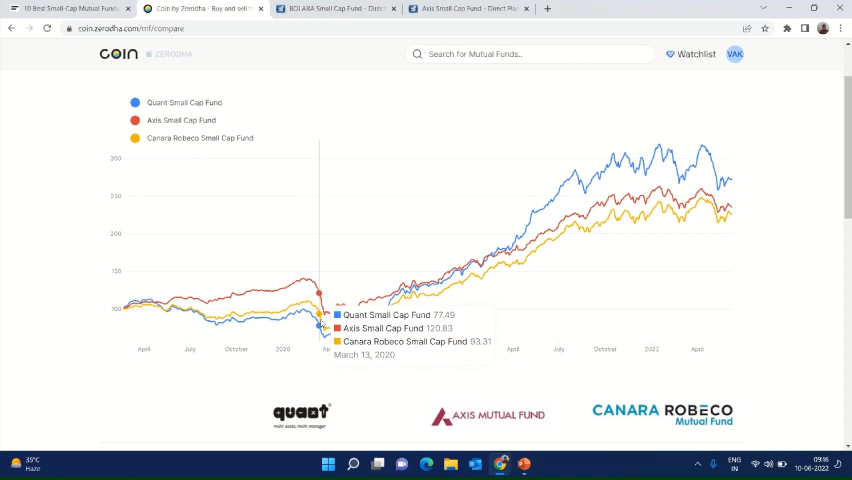 10 Best Small-Cap Mutual Funds
Coin by Zerodha - Buy and sell m
BOI AXA Small Cap Fund - Direct
Axis Small Cap Fund - Direct Pla
coin.zerodha.com/mf/compare
COIN
ZERODHA
Search for Mutual Funds..
Watchlist
VAK
Quant Small Cap Fund
Axis Small Cap Fund
Canara Robeco Small Cap Fund
300
250
200
150
100
Quant Small Cap Fund 77.49
Axis Small Cap Fund 120.83
Canara Robeco Small Cap Fund 93.31
March 13, 2020
April
July
October
2020
Ap
April
July
October
2022
April
quant
multi asset, multi manager
AXIS MUTUAL FUND
CANARA ROBECO
Mutual Fund
35°C
Haze
ENG
IN
09:16
10-06-2022